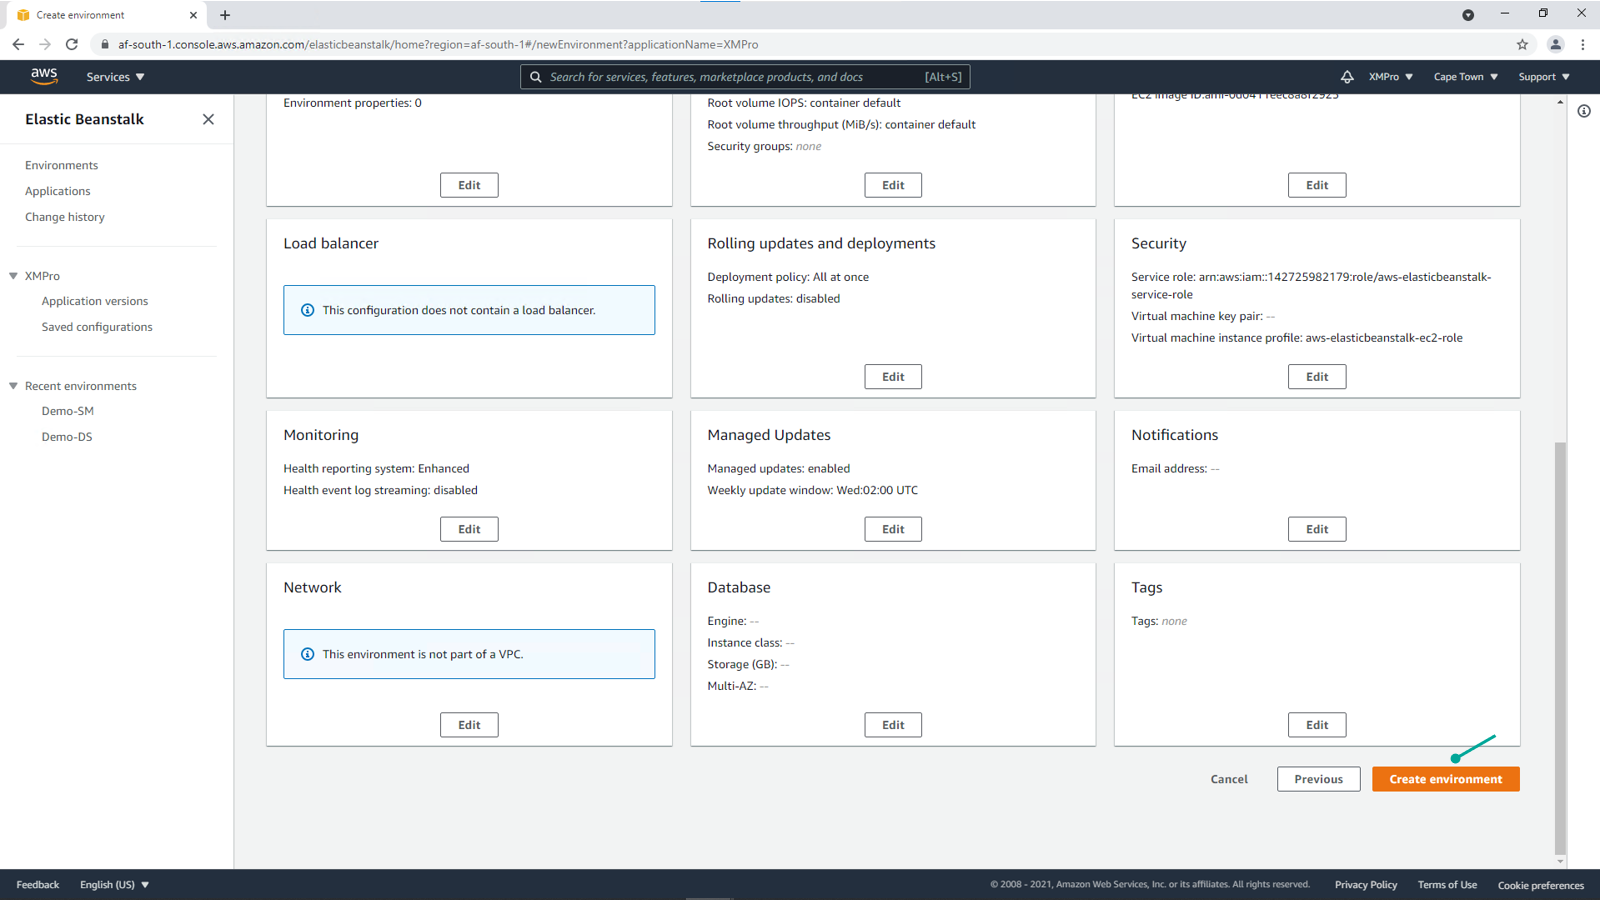 Create environment
af-south-1.console.aws.amazon.com/elasticbeanstalk/home?region=af-south-1#/newEnvironment?applicationName=XMPro
aws
Services
Search for services, features, marketplace products, and docs
[Alt+S]
XMPro
Cape Town
Support
Elastic Beanstalk
Environments
Applications
Change history
XMPro
Application versions
Saved configurations
Recent environments
Demo-SM
Demo-DS
Environment properties: 0
Edit
Root volume IOPS: container default
Root volume throughput (MiB/s): container default
Security groups: none
Edit
Edit
Load balancer
This configuration does not contain a load balancer.
Rolling updates and deployments
Deployment policy: All at once
Rolling updates: disabled
Edit
Security
Service role: arn:aws:iam::142725982179:role/aws-elasticbeanstalk-
service-role
Virtual machine key pair: --
Virtual machine instance profile: aws-elasticbeanstalk-ec2-role
Edit
Monitoring
Health reporting system: Enhanced
Health event log streaming: disabled
Edit
Managed Updates
Managed updates: enabled
Weekly update window: Wed:02:00 UTC
Edit
Notifications
Email address: --
Edit
Network
This environment is not part of a VPC.
Edit
Database
Engine: --
Instance class: --
Storage (GB): --
Multi-AZ: --
Edit
Tags
Tags: none
Edit
Cancel
Previous
Create environment
Feedback
English (US)
© 2008 - 2021, Amazon Web Services, Inc. or its affiliates. All rights reserved.
Privacy Policy
Terms of Use
Cookie preferences